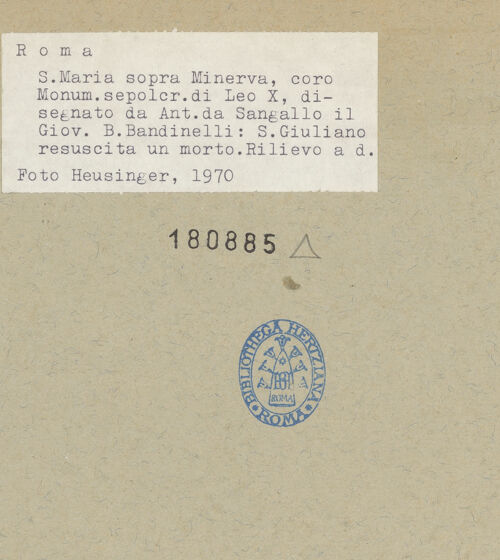 Roma
S.Maria sopra Minerva, coro
Monum.sepolcr.di Leo X, di-
segnato da Ant.da Sangallo il
Giov. B.Bandinelli: S.Giuliano
resuscita un morto.Rilievo a d.
Foto Heusinger, 1970
180885
BIBLIOTHECA HERTZIANA
ROMA
ROMA